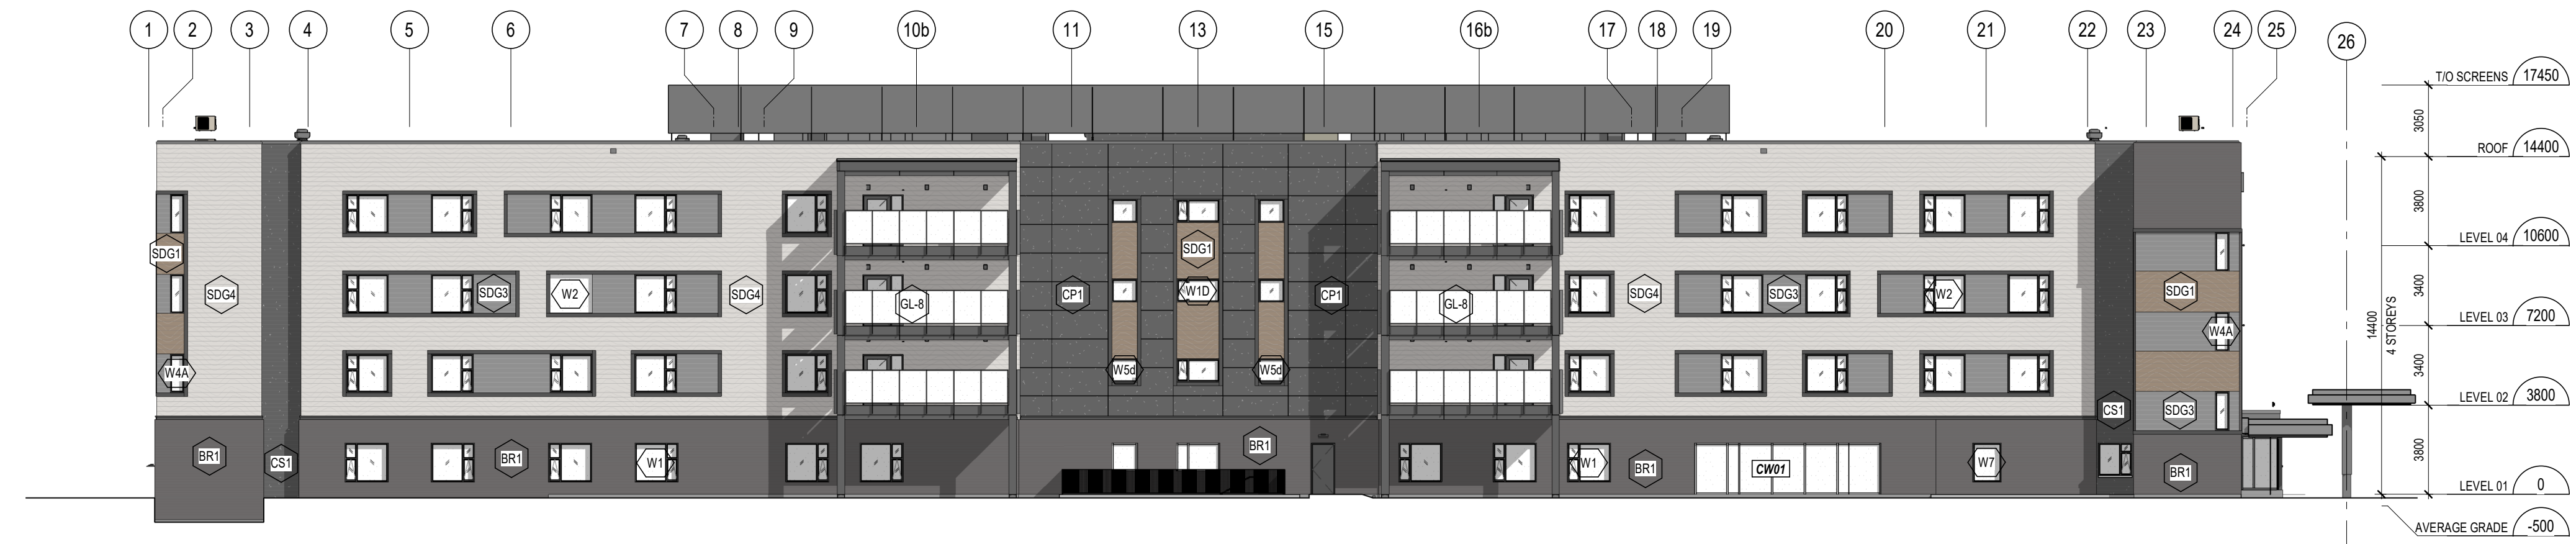 1 2 3 4 5 6 7 8 9 10b 11 13 15 16b 17 18 19 20 21 22 23 24 25 26
T/O SCREENS 17450
3050
ROOF 14400
3800
LEVEL 04 10600
3400
LEVEL 03 7200
3400
LEVEL 02 3800
3800
LEVEL 01 0
AVERAGE GRADE -500
14400
4 STOREYS
SDG1 SDG1
SDG4 SDG3 W2 SDG4 GL-8 CP1 W1D CP1 GL-8 SDG4 SDG3 W2 SDG1
W4A
W4A W5d W5d
CS1 SDG3
BR1 CS1 BR1 W1 BR1 W1 BR1 CW01 W7 BR1